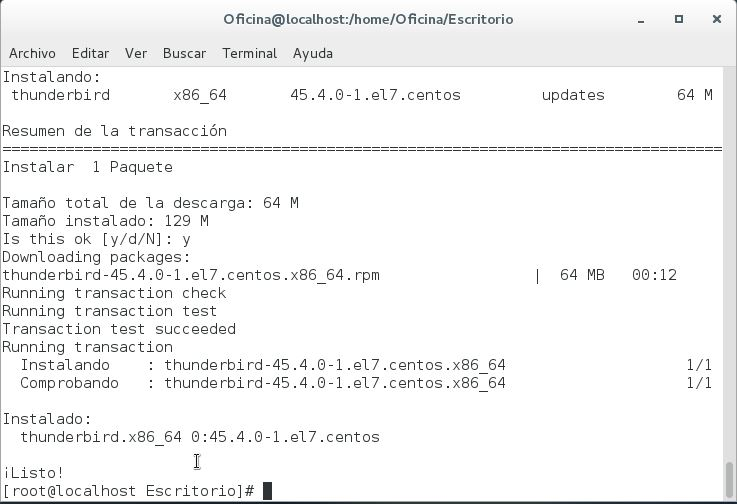 Oficina@localhost:/home/Oficina/Escritorio
Archivo Editar Ver Buscar Terminal Ayuda
Instalando:
 thunderbird       x86_64       45.4.0-1.el7.centos         updates        64 M

Resumen de la transacción
================================================================================
Instalar  1 Paquete

Tamaño total de la descarga: 64 M
Tamaño instalado: 129 M
Is this ok [y/d/N]: y
Downloading packages:
thunderbird-45.4.0-1.el7.centos.x86_64.rpm                 |  64 MB   00:12
Running transaction check
Running transaction test
Transaction test succeeded
Running transaction
  Instalando    : thunderbird-45.4.0-1.el7.centos.x86_64                    1/1
  Comprobando   : thunderbird-45.4.0-1.el7.centos.x86_64                    1/1

Instalado:
  thunderbird.x86_64 0:45.4.0-1.el7.centos

¡Listo!
[root@localhost Escritorio]#